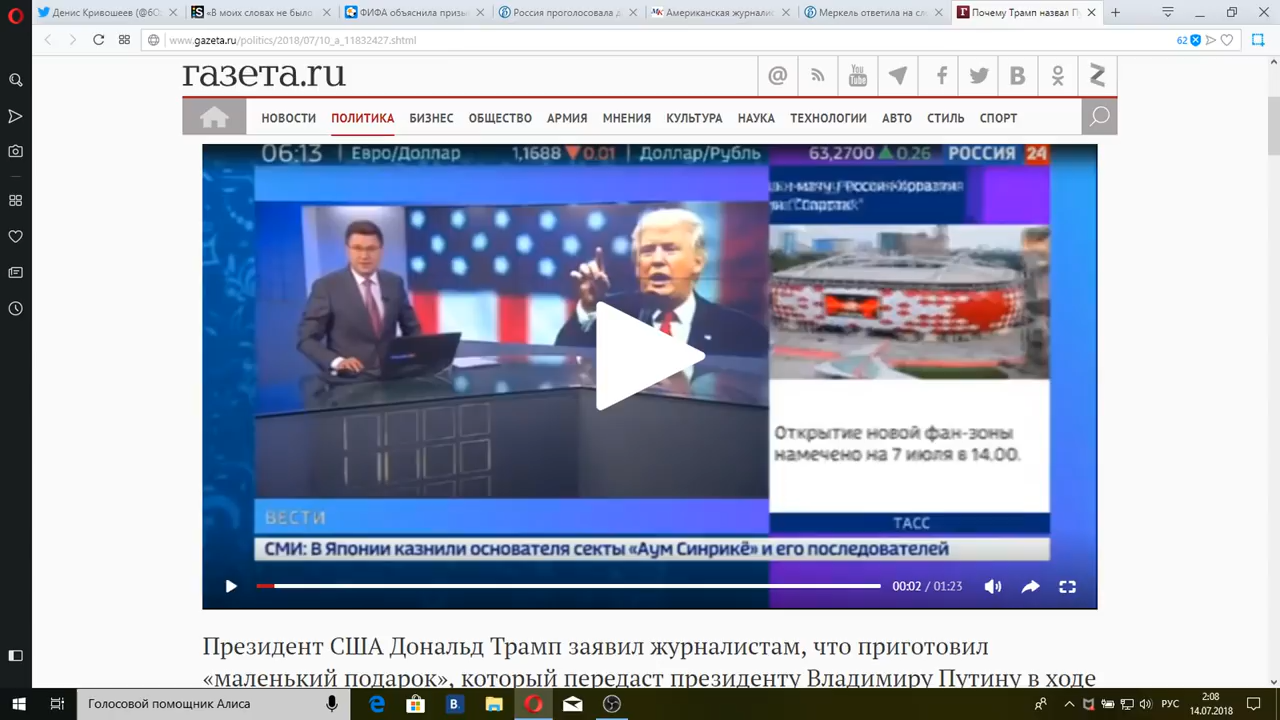 Денис Кривошеев (@6О
«В моих словах не было
ФИФА объяснила приз
Россия проголосовала д
Американская журналис
Меркель ответила на сл
Почему Трамп назвал П
www.gazeta.ru/politics/2018/07/10_a_11832427.shtml
62
газета.ru
НОВОСТИ ПОЛИТИКА БИЗНЕС ОБЩЕСТВО АРМИЯ МНЕНИЯ КУЛЬТУРА НАУКА ТЕХНОЛОГИИ АВТО СТИЛЬ СПОРТ
06:13 Евро/Доллар 1,1688 ▼0.01 Доллар/Рубль 63,2700 ▲0.26 РОССИЯ 24
Открытие новой фан-зоны
намечено на 7 июля в 14.00.
ВЕСТИ
ТАСС
СМИ: В Японии казнили основателя секты «Аум Синрикё» и его последователей
00:02 / 01:23
Президент США Дональд Трамп заявил журналистам, что приготовил
«маленький подарок», который передаст президенту Владимиру Путину в ходе
Голосовой помощник Алиса
РУС
2:08
14.07.2018